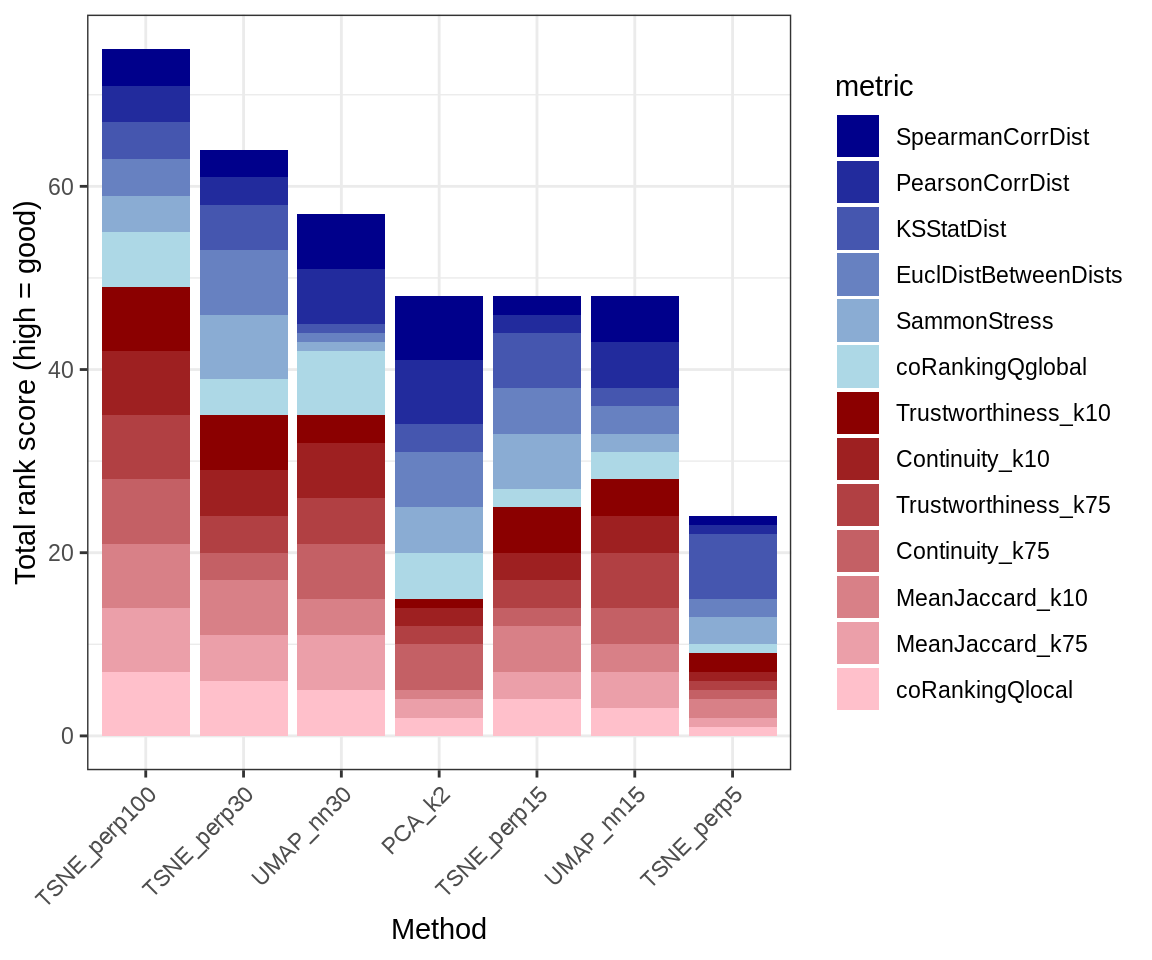 Total rank score (high = good)
60
40
20
0
TSNE_perp100
TSNE_perp30
UMAP_nn30
PCA_k2
TSNE_perp15
UMAP_nn15
TSNE_perp5
Method
metric
SpearmanCorrDist
PearsonCorrDist
KSStatDist
EuclDistBetweenDists
SammonStress
coRankingQglobal
Trustworthiness_k10
Continuity_k10
Trustworthiness_k75
Continuity_k75
MeanJaccard_k10
MeanJaccard_k75
coRankingQlocal